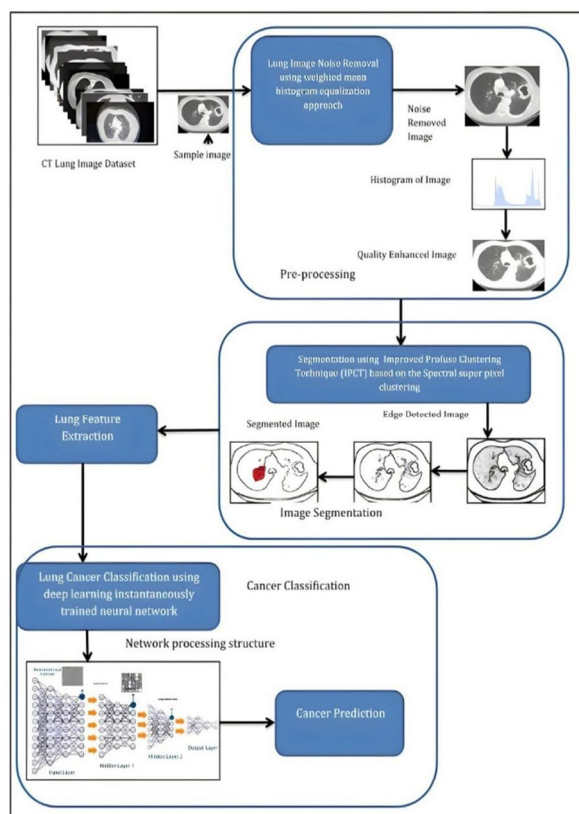 Lung Image Noise Removal
using weighted mean
histogram equalization
approach
Noise
Removed
Image
CT Lung Image Dataset
Sample image
Histogram of Image
Quality Enhanced Image
Pre-processing
Segmentation using Improved Profuse Clustering
Technique (IPCT) based on the Spectral super pixel
clustering
Edge Detected Image
Segmented Image
Lung Feature
Extraction
Image Segmentation
Lung Cancer Classification using
deep learning instantaneously
trained neural network
Cancer Classification
Network processing structure
Input Layer
Hidden Layer 1
Hidden Layer 2
Output Layer
Cancer Prediction